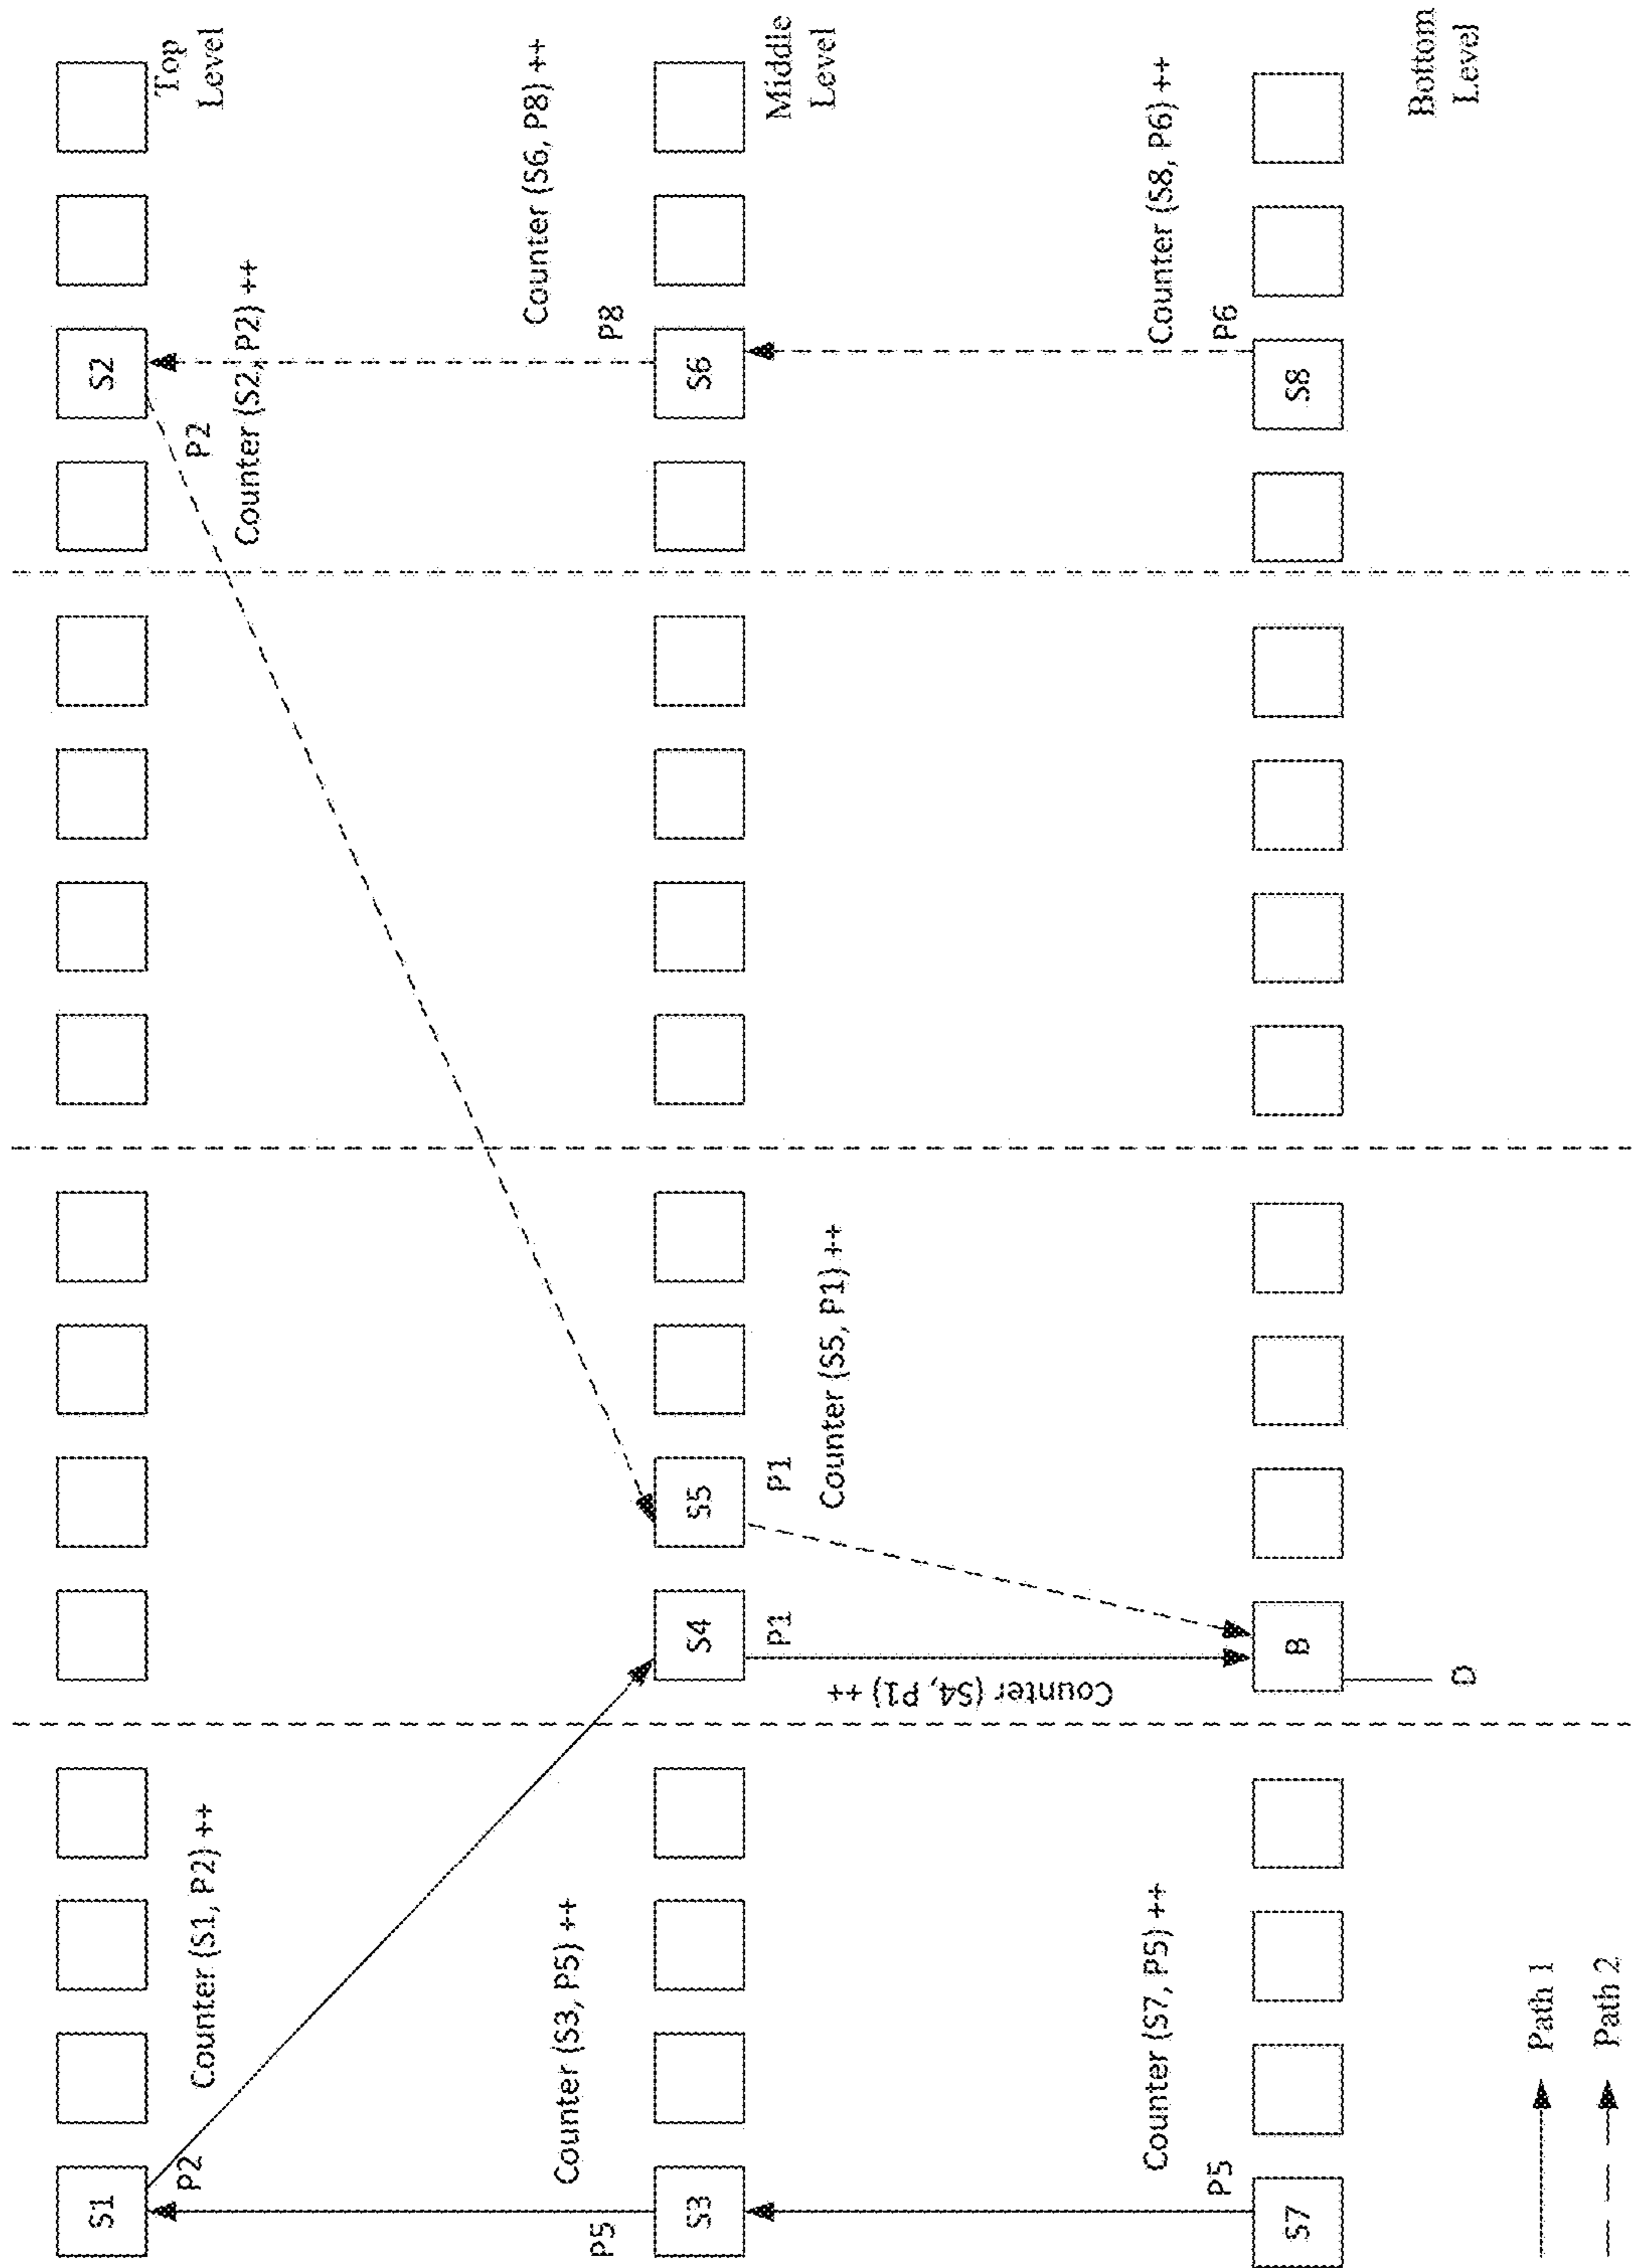 S1
S2
Top
Level
P2
Counter (S1, P2) ++
P2
Counter (S2, P2) ++
Counter (S3, P5) ++
Counter (S6, P8) ++
P5
P8
S3
S4
S5
S6
Middle
Level
P1
P1
Counter (S4, P1) ++
Counter (S5, P1) ++
Counter (S7, P5) ++
Counter (S8, P6) ++
P5
P6
S7
B
S8
D
Bottom
Level
Path 1
Path 2